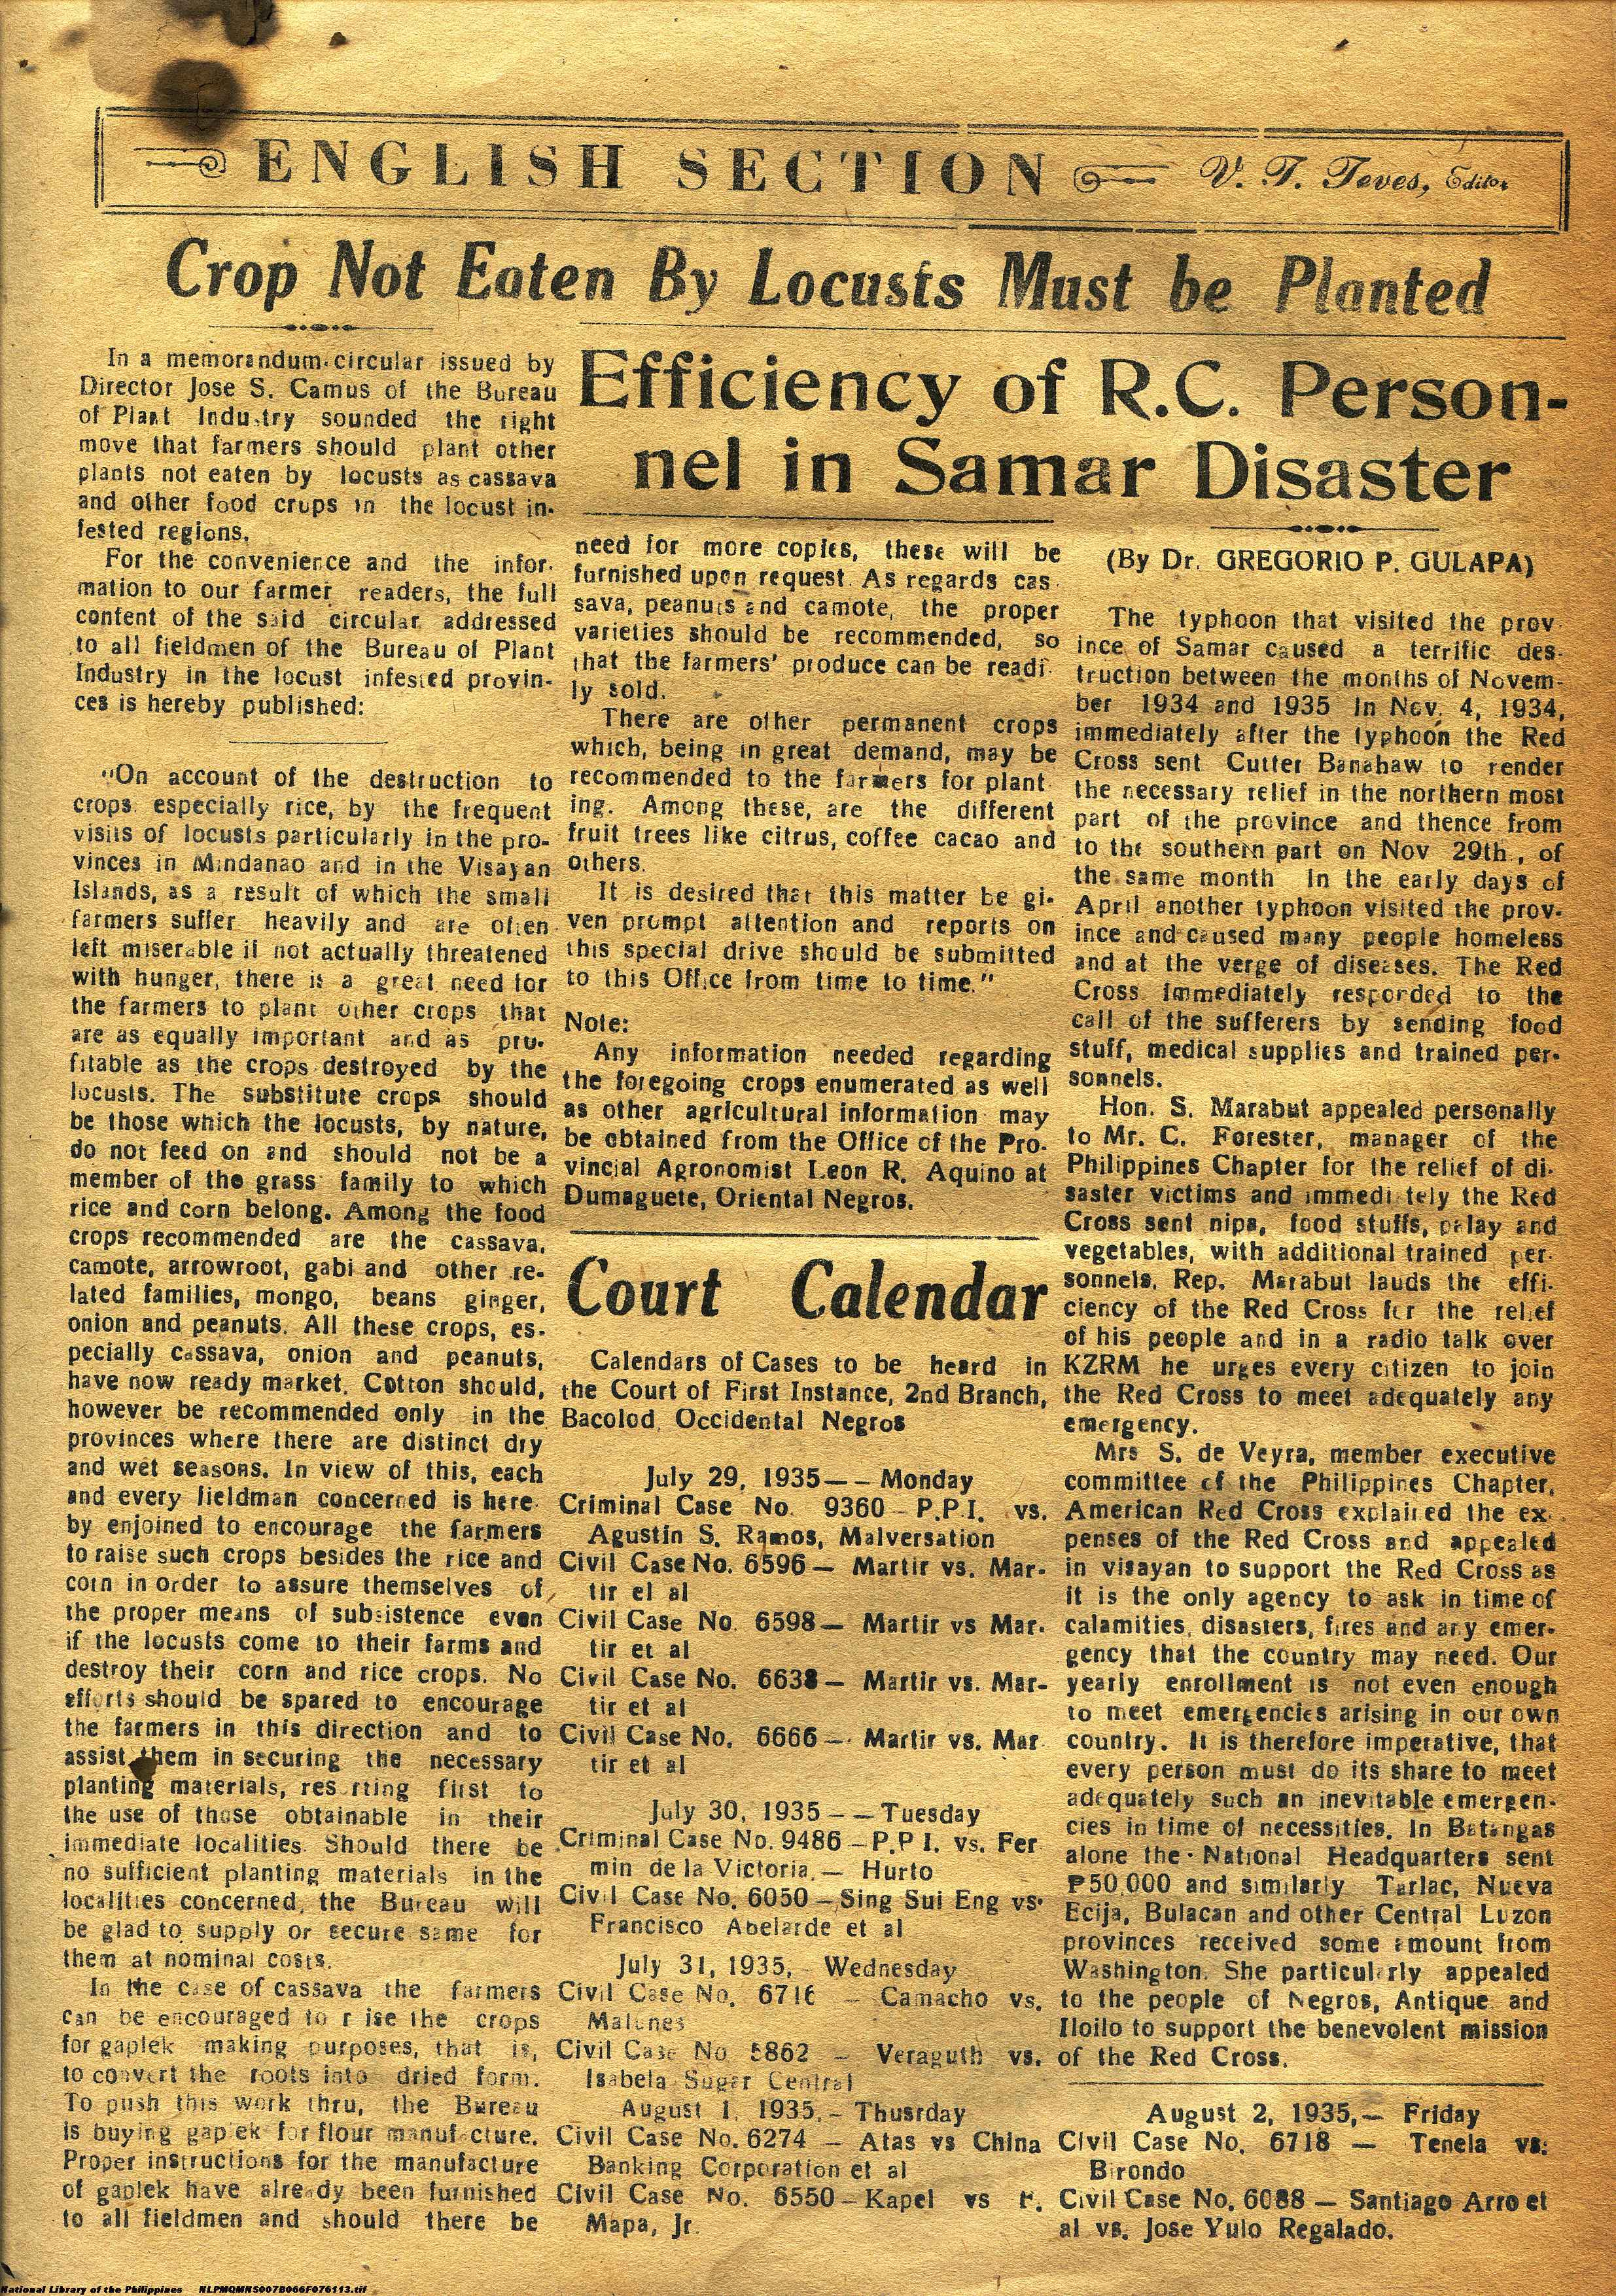 ENGLISH SECTION V. T. Teves, Editor
Crop Not Eaten By Locusts Must be Planted
In a memorandum-circular issued by
Director Jose S. Camus of the Bureau
of Plant Industry sounded the right
move that farmers should plant other
plants not eaten by locusts as cassava
and other food crops in the locust in-
fested regions.
For the convenience and the infor-
mation to our farmer readers, the full
content of the said circular addressed
to all fieldmen of the Bureau of Plant
Industry in the locust infested provin-
ces is hereby published:
"On account of the destruction to
crops especially rice, by the frequent
visits of locusts particularly in the pro-
vinces in Mindanao and in the Visayan
Islands, as a result of which the small
farmers suffer heavily and are often
left miserable if not actually threatened
with hunger, there is a great need for
the farmers to plant other crops that
are as equally important and as pro-
fitable as the crops destroyed by the
locusts. The substitute crops should
be those which the locusts, by nature,
do not feed on and should not be a
member of the grass family to which
rice and corn belong. Among the food
crops recommended are the cassava,
camote, arrowroot, gabi and other re-
lated families, mongo, beans ginger,
onion and peanuts. All these crops, es-
pecially cassava, onion and peanuts,
have now ready market. Cotton should,
however be recommended only in the
provinces where there are distinct dry
and wet seasons. In view of this, each
and every fieldman concerned is here-
by enjoined to encourage the farmers
to raise such crops besides the rice and
corn in order to assure themselves of
the proper means of subsistence even
if the locusts come to their farms and
destroy their corn and rice crops. No
efforts should be spared to encourage
the farmers in this direction and to
assist them in securing the necessary
planting materials, res rting first to
the use of those obtainable in their
immediate localities. Should there be
no sufficient planting materials in the
localities concerned, the Bureau will
be glad to supply or secure same for
them at nominal costs.
In the case of cassava the farmers
can be encouraged to r ise the crops
for gaplek making purposes, that is,
to convert the roots into dried form.
To push this work thru, the Bureau
is buying gap ek for flour manufacture.
Proper instructions for the manufacture
of gaplek have already been furnished
to all fieldmen and should there be
Efficiency of R.C. Person-
nel in Samar Disaster
need for more copies, these will be
furnished upon request. As regards cas-
sava, peanuts and camote, the proper
varieties should be recommended, so
that the farmers' produce can be readi-
ly sold.
There are other permanent crops
which, being in great demand, may be
recommended to the farmers for plant
ing. Among these, are the different
fruit trees like citrus, coffee cacao and
others.
It is desired that this matter be gi-
ven prompt attention and reports on
this special drive should be submitted
to this Office from time to time."
Note:
Any information needed regarding
the foregoing crops enumerated as well
as other agricultural information may
be obtained from the Office of the Pro-
vincial Agronomist Leon R. Aquino at
Dumaguete, Oriental Negros.
Court Calendar
Calendars of Cases to be heard in
the Court of First Instance, 2nd Branch,
Bacolod, Occidental Negros
July 29, 1935—– Monday
Criminal Case No. 9360 – P.P.I. vs.
Agustin S. Ramos, Malversation
Civil Case No. 6596 — Martir vs. Mar-
tir el al
Civil Case No. 6598 — Martir vs Mar-
tir et al
Civil Case No. 6638 — Martir vs. Mar-
tir et al
Civil Case No. 6666 — Martir vs. Mar
tir et al
July 30, 1935 – — Tuesday
Criminal Case No. 9486 – P.P I. vs. Fer
min de la Victoria. — Hurto
Civil Case No. 6050 – Sing Sui Eng vs.
Francisco Abelarde et al
July 31, 1935, - Wednesday
Civil Case No. 6716 – Camacho vs.
Malunes
Civil Case No 5862 – Veraguth vs.
Isabela Sugar Central
August 1, 1935,– Thusrday
Civil Case No. 6274 – Atas vs China
Banking Corporation et al
Civil Case No. 6550 – Kapel vs
Mapa, Jr.
(By Dr. GREGORIO P. GULAPA)
The typhoon that visited the prov-
ince of Samar caused a terrific des-
truction between the months of Novem-
ber 1934 and 1935 In Nov. 4, 1934,
immediately after the typhoon the Red
Cross sent Cutter Banahaw to render
the necessary relief in the northern most
part of the province and thence from
to the southern part on Nov 29th., of
the same month In the early days of
April another typhoon visited the prov-
ince and caused many people homeless
and at the verge of diseases. The Red
Cross immediately responded to the
call of the sufferers by sending food
stuff, medical supplies and trained per-
sonnels.
Hon. S. Marabut appealed personally
to Mr. C. Forester, manager of the
Philippines Chapter for the relief of di-
saster victims and immedi tely the Red
Cross sent nipa, food stuffs, palay and
vegetables, with additional trained per-
sonnels. Rep. Marabut lauds the effi-
ciency of the Red Cross for the relief
of his people and in a radio talk over
KZRM he urges every citizen to join
the Red Cross to meet adequately any
emergency.
Mrs S. de Veyra, member executive
committee of the Philippines Chapter,
American Red Cross explained the ex-
penses of the Red Cross and appealed
in visayan to support the Red Cross as
it is the only agency to ask in time of
calamities, disasters, fires and any emer-
gency that the country may need. Our
yearly enrollment is not even enough
to meet emergencies arising in our own
country. It is therefore imperative, that
every person must do its share to meet
adequately such an inevitable emergen-
cies in time of necessities. In Batangas
alone the National Headquarters sent
₱50,000 and similarly Tarlac, Nueva
Ecija, Bulacan and other Central Luzon
provinces received some amount from
Washington. She particularly appealed
to the people of Negros, Antique and
Iloilo to support the benevolent mission
of the Red Cross.
August 2, 1935,— Friday
Civil Case No. 6718 — Tenela vs.
Birondo
Civil Case No. 6088 — Santiago Arro et
al vs. Jose Yulo Regalado.
National Library of the Philippines NLPMQMNS007B066F076113.tif